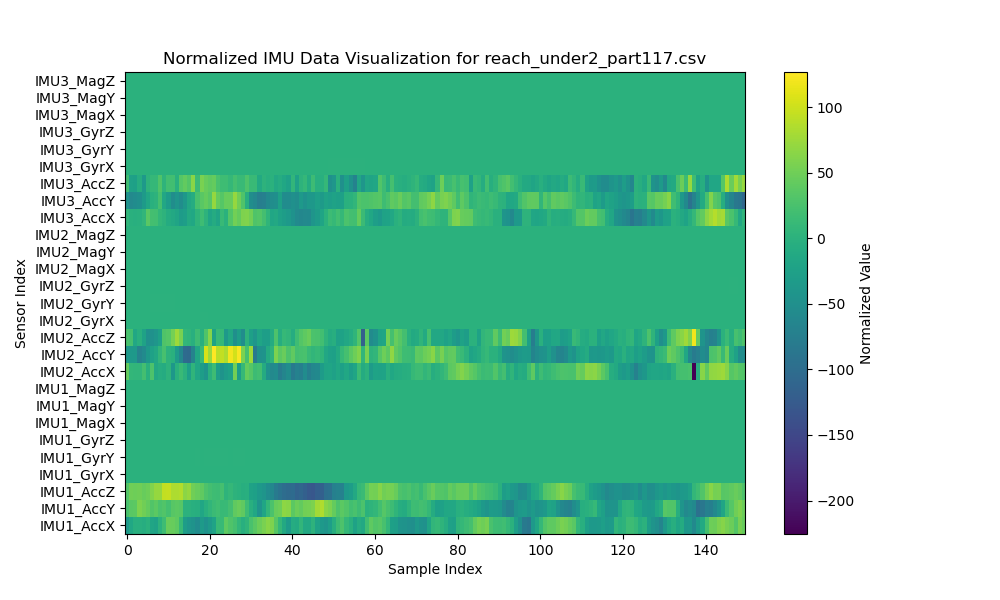 Normalized IMU Data Visualization for reach_under2_part117.csv
IMU3_MagZ
IMU3_MagY
IMU3_MagX
IMU3_GyrZ
IMU3_GyrY
IMU3_GyrX
IMU3_AccZ
IMU3_AccY
IMU3_AccX
IMU2_MagZ
IMU2_MagY
IMU2_MagX
IMU2_GyrZ
IMU2_GyrY
IMU2_GyrX
IMU2_AccZ
IMU2_AccY
IMU2_AccX
IMU1_MagZ
IMU1_MagY
IMU1_MagX
IMU1_GyrZ
IMU1_GyrY
IMU1_GyrX
IMU1_AccZ
IMU1_AccY
IMU1_AccX
Sensor Index
0 20 40 60 80 100 120 140
Sample Index
100
50
0
−50
−100
−150
−200
Normalized Value